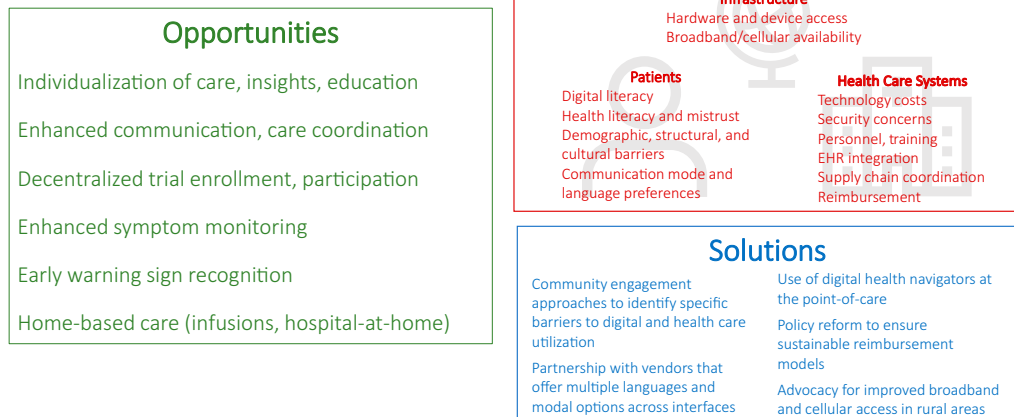 Opportunities
Individualization of care, insights, education
Enhanced communication, care coordination
Decentralized trial enrollment, participation
Enhanced symptom monitoring
Early warning sign recognition
Home-based care (infusions, hospital-at-home)
Infrastructure
Hardware and device access
Broadband/cellular availability
Patients
Digital literacy
Health literacy and mistrust
Demographic, structural, and
cultural barriers
Communication mode and
language preferences
Health Care Systems
Technology costs
Security concerns
Personnel, training
EHR integration
Supply chain coordination
Reimbursement
Solutions
Community engagement
approaches to identify specific
barriers to digital and health care
utilization
Partnership with vendors that
offer multiple languages and
modal options across interfaces
Use of digital health navigators at
the point-of-care
Policy reform to ensure
sustainable reimbursement
models
Advocacy for improved broadband
and cellular access in rural areas